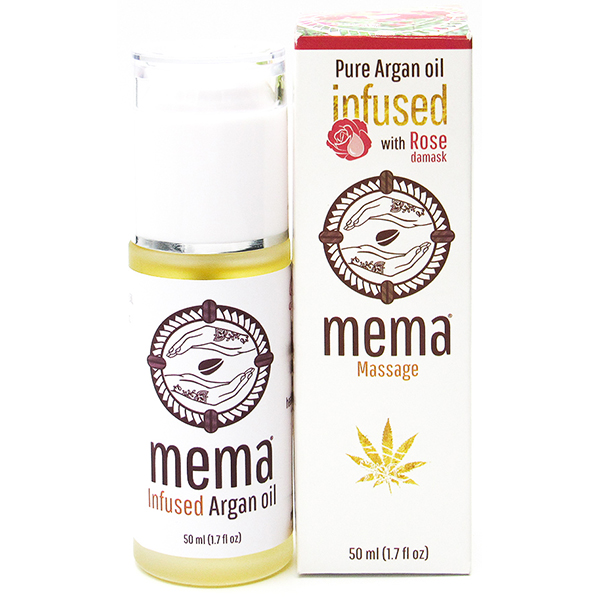 mema®
Infused Argan oil
50 ml (1.7 fl oz)
Pure Argan oil
infused
with Rose
damask
mema®
Massage
50 ml (1.7 fl oz)